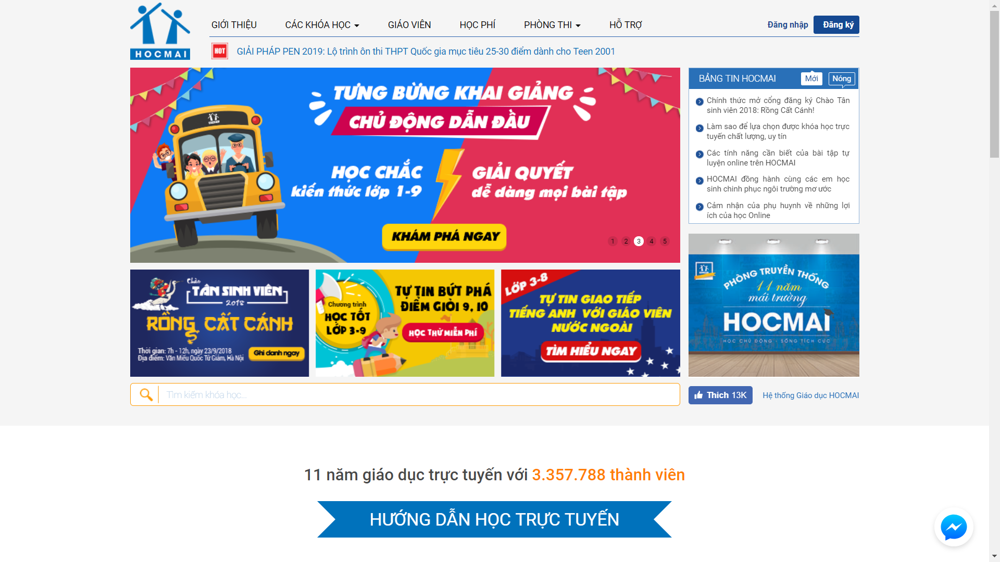 HOCMAI
GIỚI THIỆU
CÁC KHÓA HỌC
GIÁO VIÊN
HỌC PHÍ
PHÒNG THI
HỖ TRỢ
Đăng nhập
Đăng ký
HOT
GIẢI PHÁP PEN 2019: Lộ trình ôn thi THPT Quốc gia mục tiêu 25-30 điểm dành cho Teen 2001
TƯNG BỪNG KHAI GIẢNG
CHỦ ĐỘNG DẪN ĐẦU
HỌC CHẮC
kiến thức lớp 1-9
GIẢI QUYẾT
dễ dàng mọi bài tập
KHÁM PHÁ NGAY
1 2 3 4 5
BẢNG TIN HOCMAI
Mới
Nóng
Chính thức mở cổng đăng ký Chào Tân
sinh viên 2018: Rồng Cất Cánh!
Làm sao để lựa chọn được khóa học trực
tuyến chất lượng, uy tín
Các tính năng cần biết của bài tập tự
luyện online trên HOCMAI
HOCMAI đồng hành cùng các em học
sinh chinh phục ngôi trường mơ ước
Cảm nhận của phụ huynh về những lợi
ích của học Online
Chào
TÂN SINH VIÊN
2018
RỒNG CẤT CÁNH
Thời gian: 7h - 12h, ngày 23/9/2018
Địa điểm: Văn Miếu Quốc Tử Giám, Hà Nội
Ghi danh ngay
Chương trình
HỌC TỐT
LỚP 3-9
TỰ TIN BỨT PHÁ
ĐIỂM GIỎI 9, 10
HỌC THỬ MIỄN PHÍ
LỚP 3-8
TỰ TIN GIAO TIẾP
TIẾNG ANH VỚI GIÁO VIÊN
NƯỚC NGOÀI
TÌM HIỂU NGAY
PHÒNG TRUYỀN THỐNG
11 năm
mái trường
HOCMAI
HỌC CHỦ ĐỘNG - SỐNG TÍCH CỰC
Tìm kiếm khóa học...
Thích 13K
Hệ thống Giáo dục HOCMAI
11 năm giáo dục trực tuyến với 3.357.788 thành viên
HƯỚNG DẪN HỌC TRỰC TUYẾN